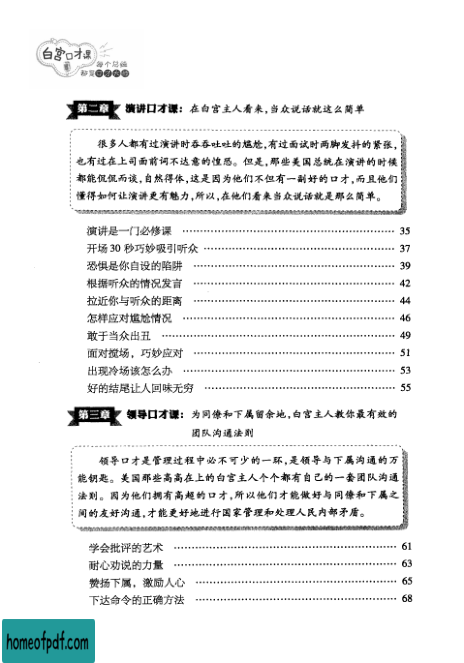 白宫口才课
每个总统
都是口才大师
第二章 演讲口才课：在白宫主人看来,当众说话就这么简单
很多人都有过演讲时吞吞吐吐的尴尬,有过面试时两脚发抖的紧张,
也有过在上司面前词不达意的惶恐。但是,那些美国总统在演讲的时候
都能侃侃而谈,自然得体,这是因为他们不但有一副好的口才,而且他们
懂得如何让演讲更有魅力,所以,在他们看来当众说话就是那么简单。
演讲是一门必修课 35
开场 30 秒巧妙吸引听众 37
恐惧是你自设的陷阱 39
根据听众的情况发言 42
拉近你与听众的距离 44
怎样应对尴尬情况 46
敢于当众出丑 49
面对搅场，巧妙应对 51
出现冷场该怎么办 53
好的结尾让人回味无穷 55
第三章 领导口才课：为同僚和下属留余地,白宫主人教你最有效的
团队沟通法则
领导口才是管理过程中必不可少的一环,是领导与下属沟通的万
能钥匙。美国那些高高在上的白宫主人个个都有自己的一套团队沟通
法则。因为他们拥有高超的口才,所以他们才能做好与同僚和下属之
间的友好沟通,才能更好地进行国家管理和处理人民内部矛盾。
学会批评的艺术 61
耐心劝说的力量 63
赞扬下属，激励人心 65
下达命令的正确方法 68
homeofpdf.com